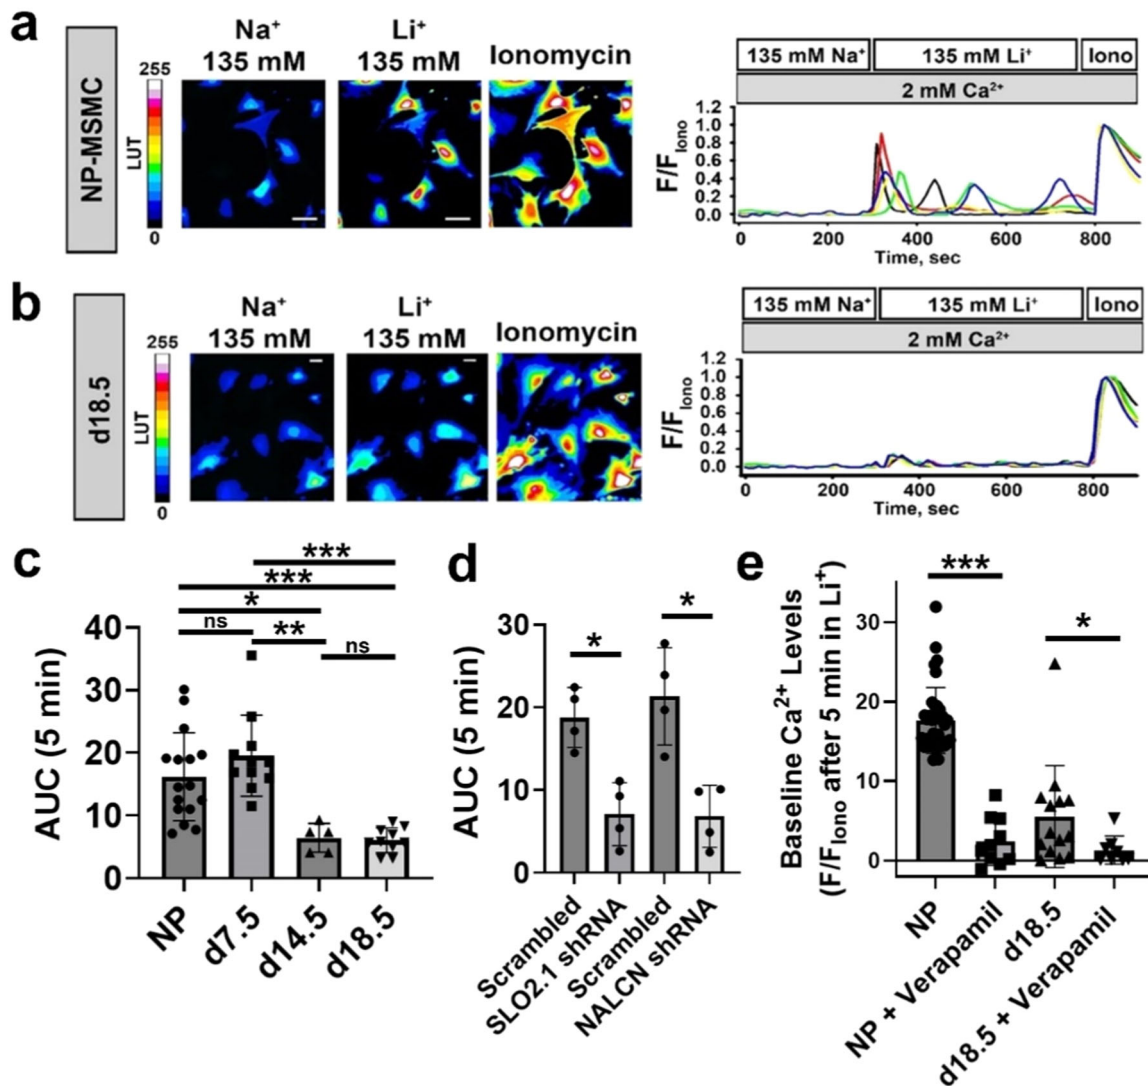 a
NP-MSMC
255
LUT
0
Na⁺
135 mM
Li⁺
135 mM
Ionomycin
135 mM Na⁺
135 mM Li⁺
Iono
2 mM Ca²⁺
F/F_Iono
1.2
1.0
0.8
0.6
0.4
0.2
0.0
0 200 400 600 800
Time, sec
b
d18.5
255
LUT
0
Na⁺
135 mM
Li⁺
135 mM
Ionomycin
135 mM Na⁺
135 mM Li⁺
Iono
2 mM Ca²⁺
F/F_Iono
1.2
1.0
0.8
0.6
0.4
0.2
0.0
0 200 400 600 800
Time, sec
c
***
***
*
ns
**
ns
AUC (5 min)
40
30
20
10
0
NP
d7.5
d14.5
d18.5
d
*
*
AUC (5 min)
30
20
10
0
Scrambled
SLO2.1 shRNA
Scrambled
NALCN shRNA
e
***
*
Baseline Ca²⁺ Levels
(F/F_Iono after 5 min in Li⁺)
30
20
10
0
NP
NP + Verapamil
d18.5
d18.5 + Verapamil